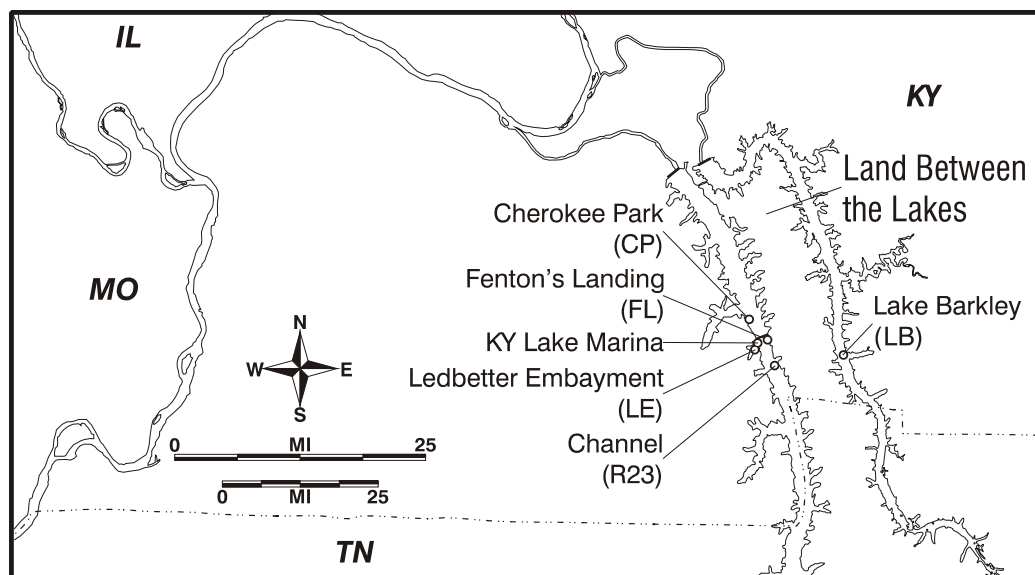 IL
KY
Land Between
the Lakes
Cherokee Park
(CP)
Fenton's Landing
(FL)
MO
KY Lake Marina
Lake Barkley
(LB)
Ledbetter Embayment
(LE)
N
W E
S
Channel
(R23)
0 MI 25
0 MI 25
TN